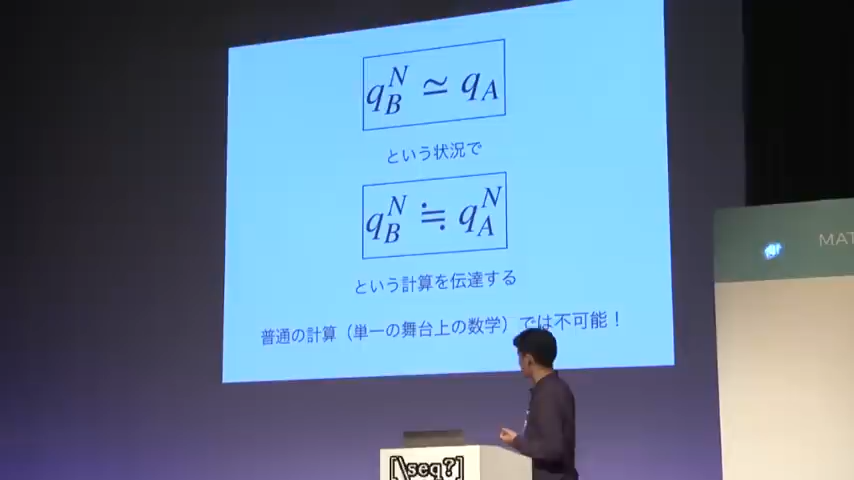 q_B^N ≃ q_A
という状況で
q_B^N ≒ q_A^N
という計算を伝達する
普通の計算（単一の舞台上の数学）では不可能！
MAT
[\seq?]